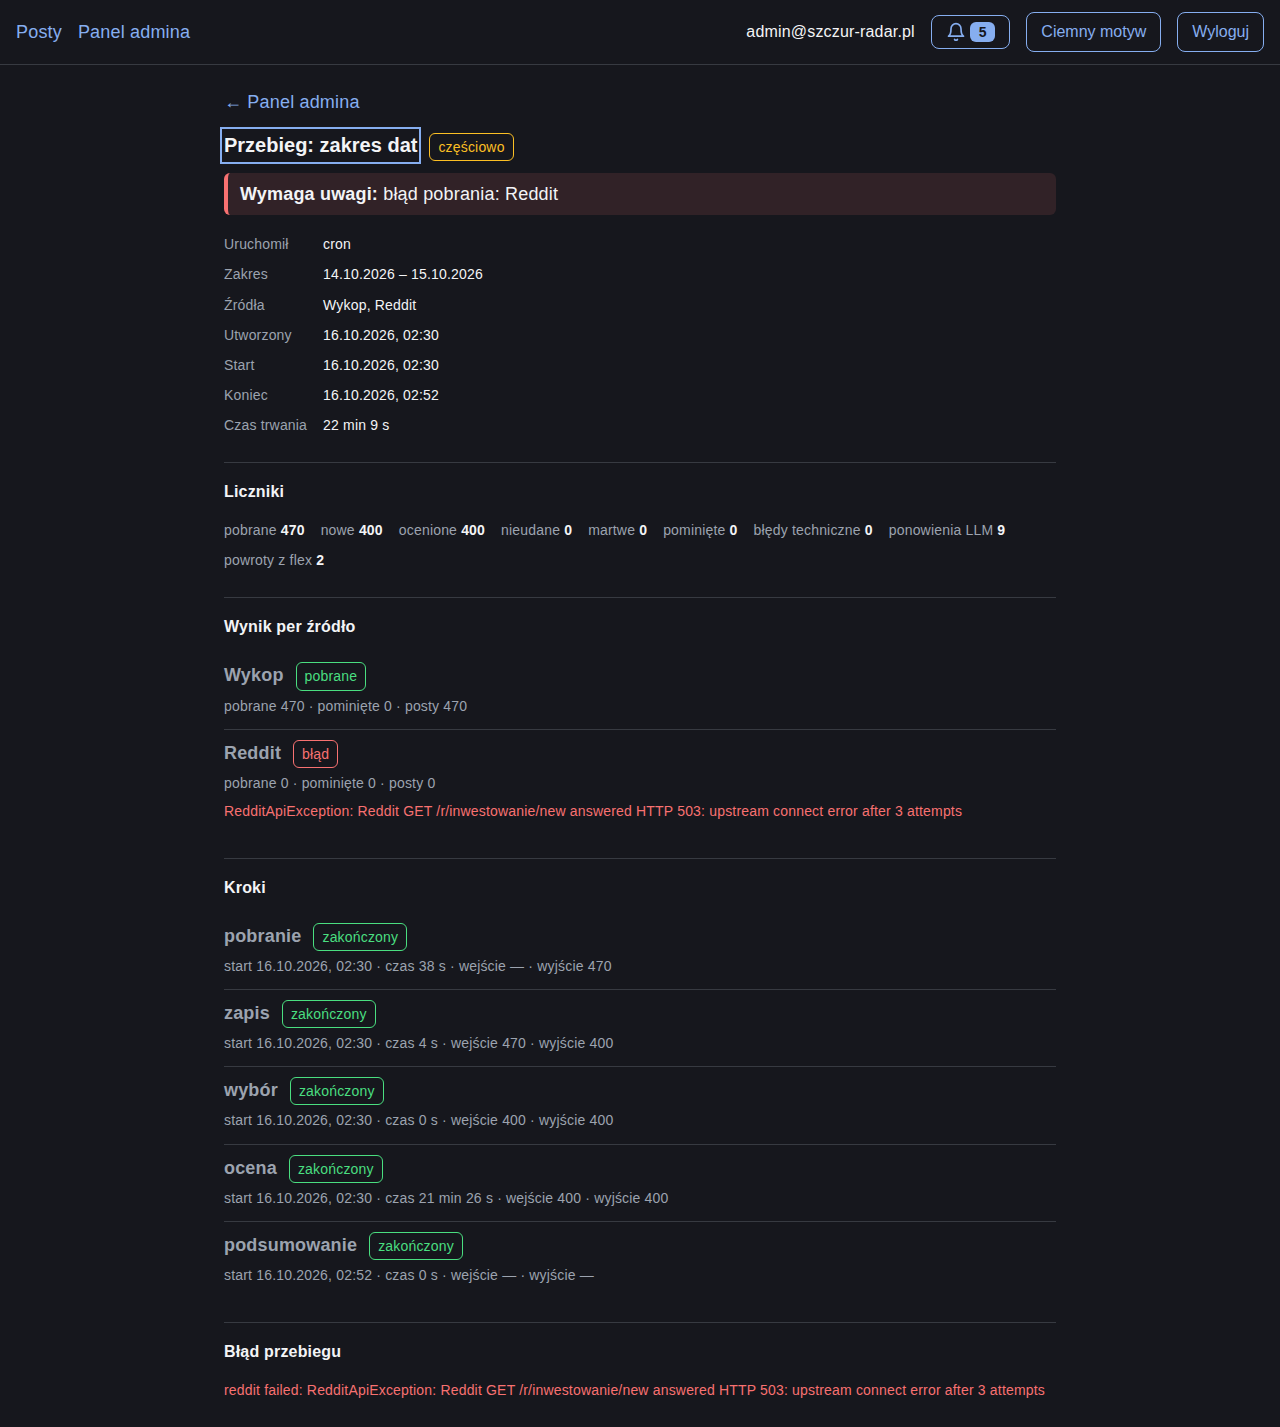 Posty Panel admina admin@szczur-radar.pl 5 Ciemny motyw Wyloguj
← Panel admina
Przebieg: zakres dat częściowo
Wymaga uwagi: błąd pobrania: Reddit
Uruchomił cron
Zakres 14.10.2026 – 15.10.2026
Źródła Wykop, Reddit
Utworzony 16.10.2026, 02:30
Start 16.10.2026, 02:30
Koniec 16.10.2026, 02:52
Czas trwania 22 min 9 s
Liczniki
pobrane 470 nowe 400 ocenione 400 nieudane 0 martwe 0 pominięte 0 błędy techniczne 0 ponowienia LLM 9
powroty z flex 2
Wynik per źródło
Wykop pobrane
pobrane 470 · pominięte 0 · posty 470
Reddit błąd
pobrane 0 · pominięte 0 · posty 0
RedditApiException: Reddit GET /r/inwestowanie/new answered HTTP 503: upstream connect error after 3 attempts
Kroki
pobranie zakończony
start 16.10.2026, 02:30 · czas 38 s · wejście — · wyjście 470
zapis zakończony
start 16.10.2026, 02:30 · czas 4 s · wejście 470 · wyjście 400
wybór zakończony
start 16.10.2026, 02:30 · czas 0 s · wejście 400 · wyjście 400
ocena zakończony
start 16.10.2026, 02:30 · czas 21 min 26 s · wejście 400 · wyjście 400
podsumowanie zakończony
start 16.10.2026, 02:52 · czas 0 s · wejście — · wyjście —
Błąd przebiegu
reddit failed: RedditApiException: Reddit GET /r/inwestowanie/new answered HTTP 503: upstream connect error after 3 attempts